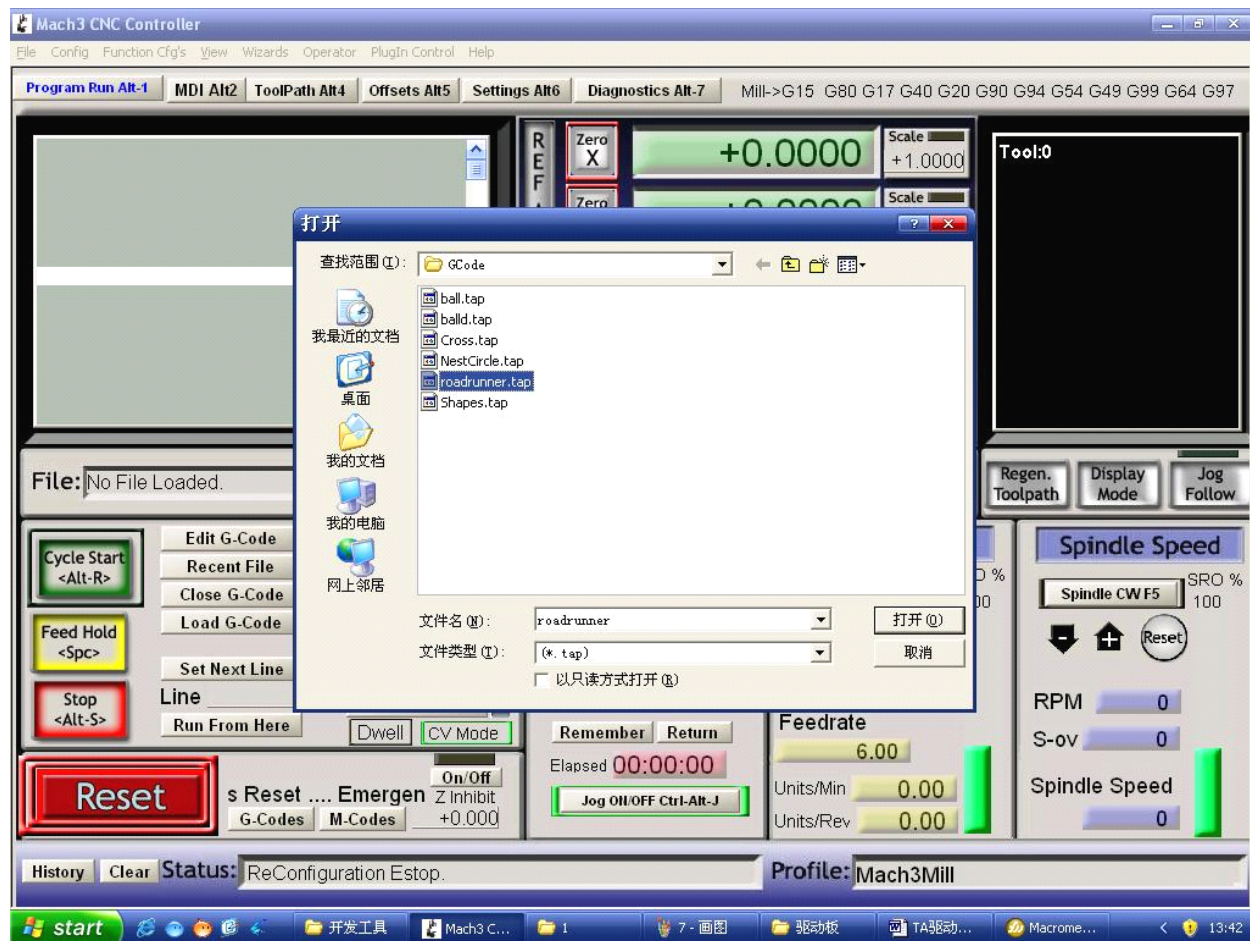 Mach3 CNC Controller
File Config Function Cfg's View Wizards Operator PlugIn Control Help
Program Run Alt-1 MDI Alt2 ToolPath Alt4 Offsets Alt5 Settings Alt6 Diagnostics Alt-7 Mill->G15 G80 G17 G40 G20 G90 G94 G54 G49 G99 G64 G97
REF
Zero X +0.0000 Scale +1.0000
Zero Scale
Tool:0
打开
查找范围(I): GCode
我最近的文档
桌面
我的文档
我的电脑
网上邻居
ball.tap
balld.tap
Cross.tap
NestCircle.tap
roadrunner.tap
Shapes.tap
文件名(N): roadrunner 打开(O)
文件类型(T): (*.tap) 取消
以只读方式打开(R)
File: No File Loaded.
Regen. Toolpath Display Mode Jog Follow
Cycle Start <Alt-R>
Feed Hold <Spc>
Stop <Alt-S>
Edit G-Code
Recent File
Close G-Code
Load G-Code
Set Next Line
Line
Run From Here
Dwell CV Mode
Reset
s Reset .... Emergen
G-Codes M-Codes
On/Off
Z Inhibit
+0.000
Remember Return
Elapsed 00:00:00
Jog ON/OFF Ctrl-Alt-J
Feedrate
6.00
Units/Min 0.00
Units/Rev 0.00
Spindle Speed
Spindle CW F5
SRO %
100
Reset
RPM 0
S-ov 0
Spindle Speed
0
History Clear Status: ReConfiguration Estop. Profile: Mach3Mill
start 开发工具 Mach3 C... 1 7 - 画图 驱动板 TA驱动... Macrome... 13:42